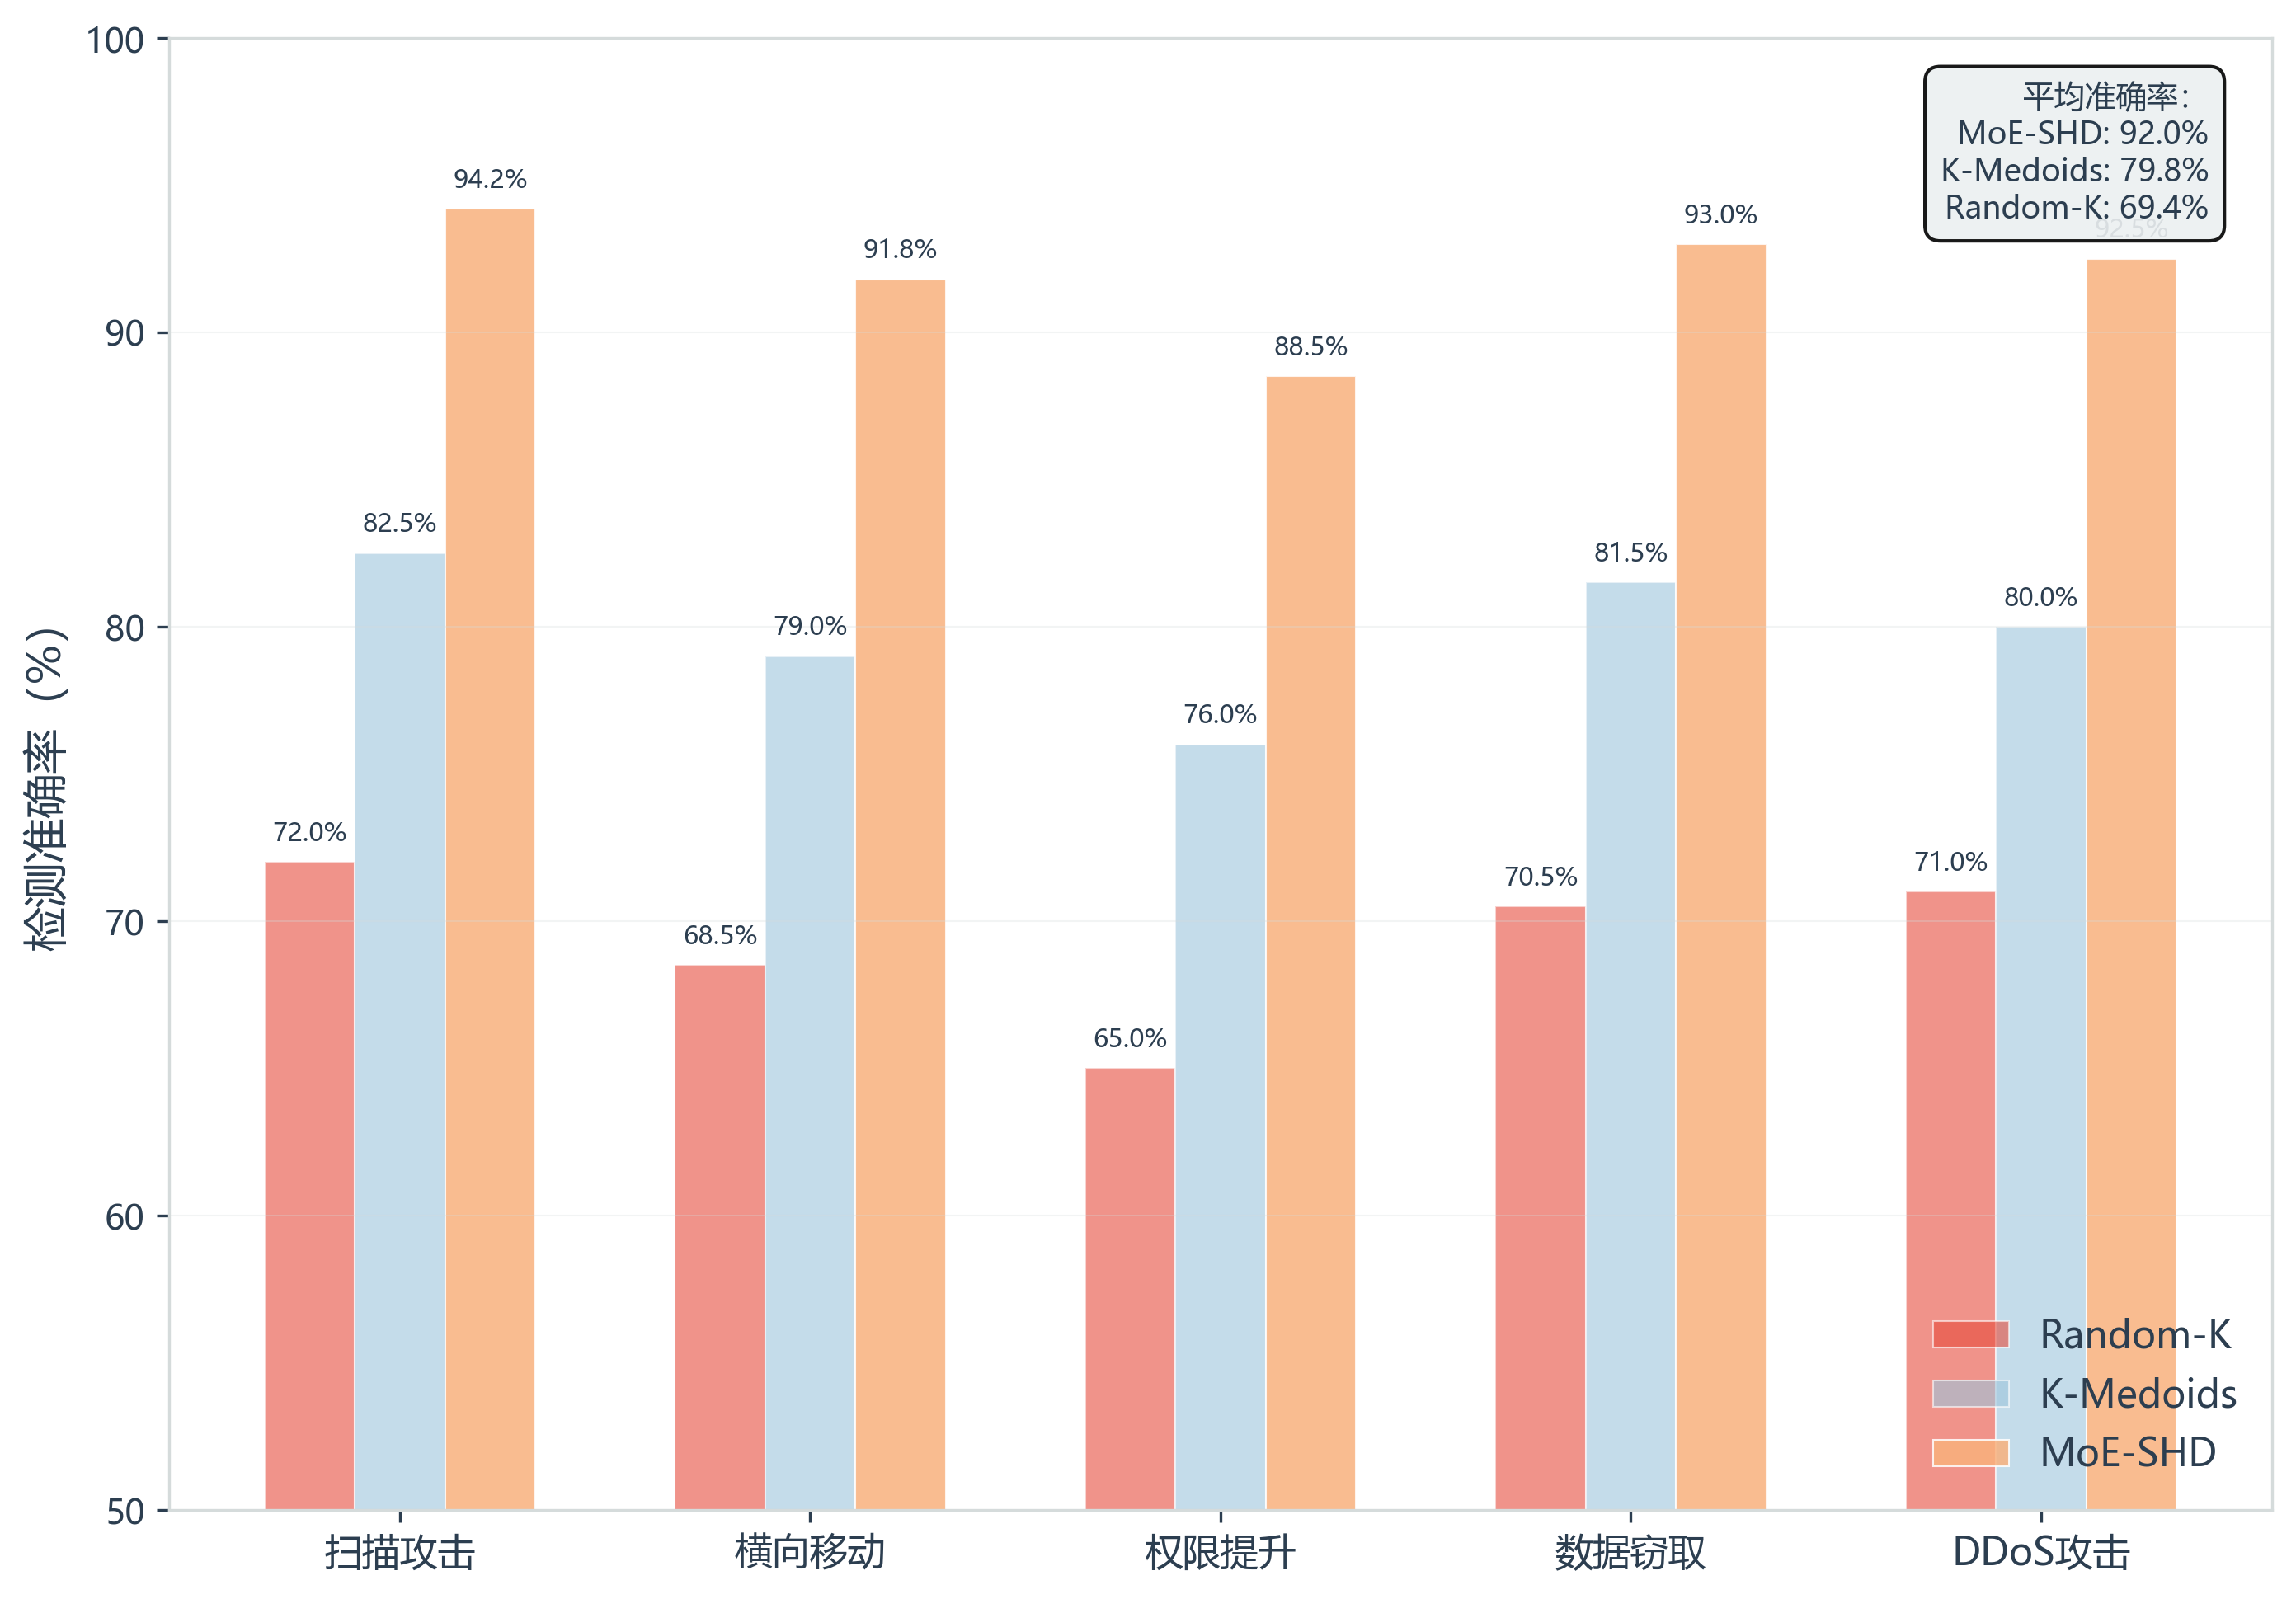 检测准确率 (%)
100
90
80
70
60
50
平均准确率：
MoE-SHD: 92.0%
K-Medoids: 79.8%
Random-K: 69.4%
72.0%
82.5%
94.2%
68.5%
79.0%
91.8%
65.0%
76.0%
88.5%
70.5%
81.5%
93.0%
71.0%
80.0%
92.5%
Random-K
K-Medoids
MoE-SHD
扫描攻击
横向移动
权限提升
数据窃取
DDoS攻击